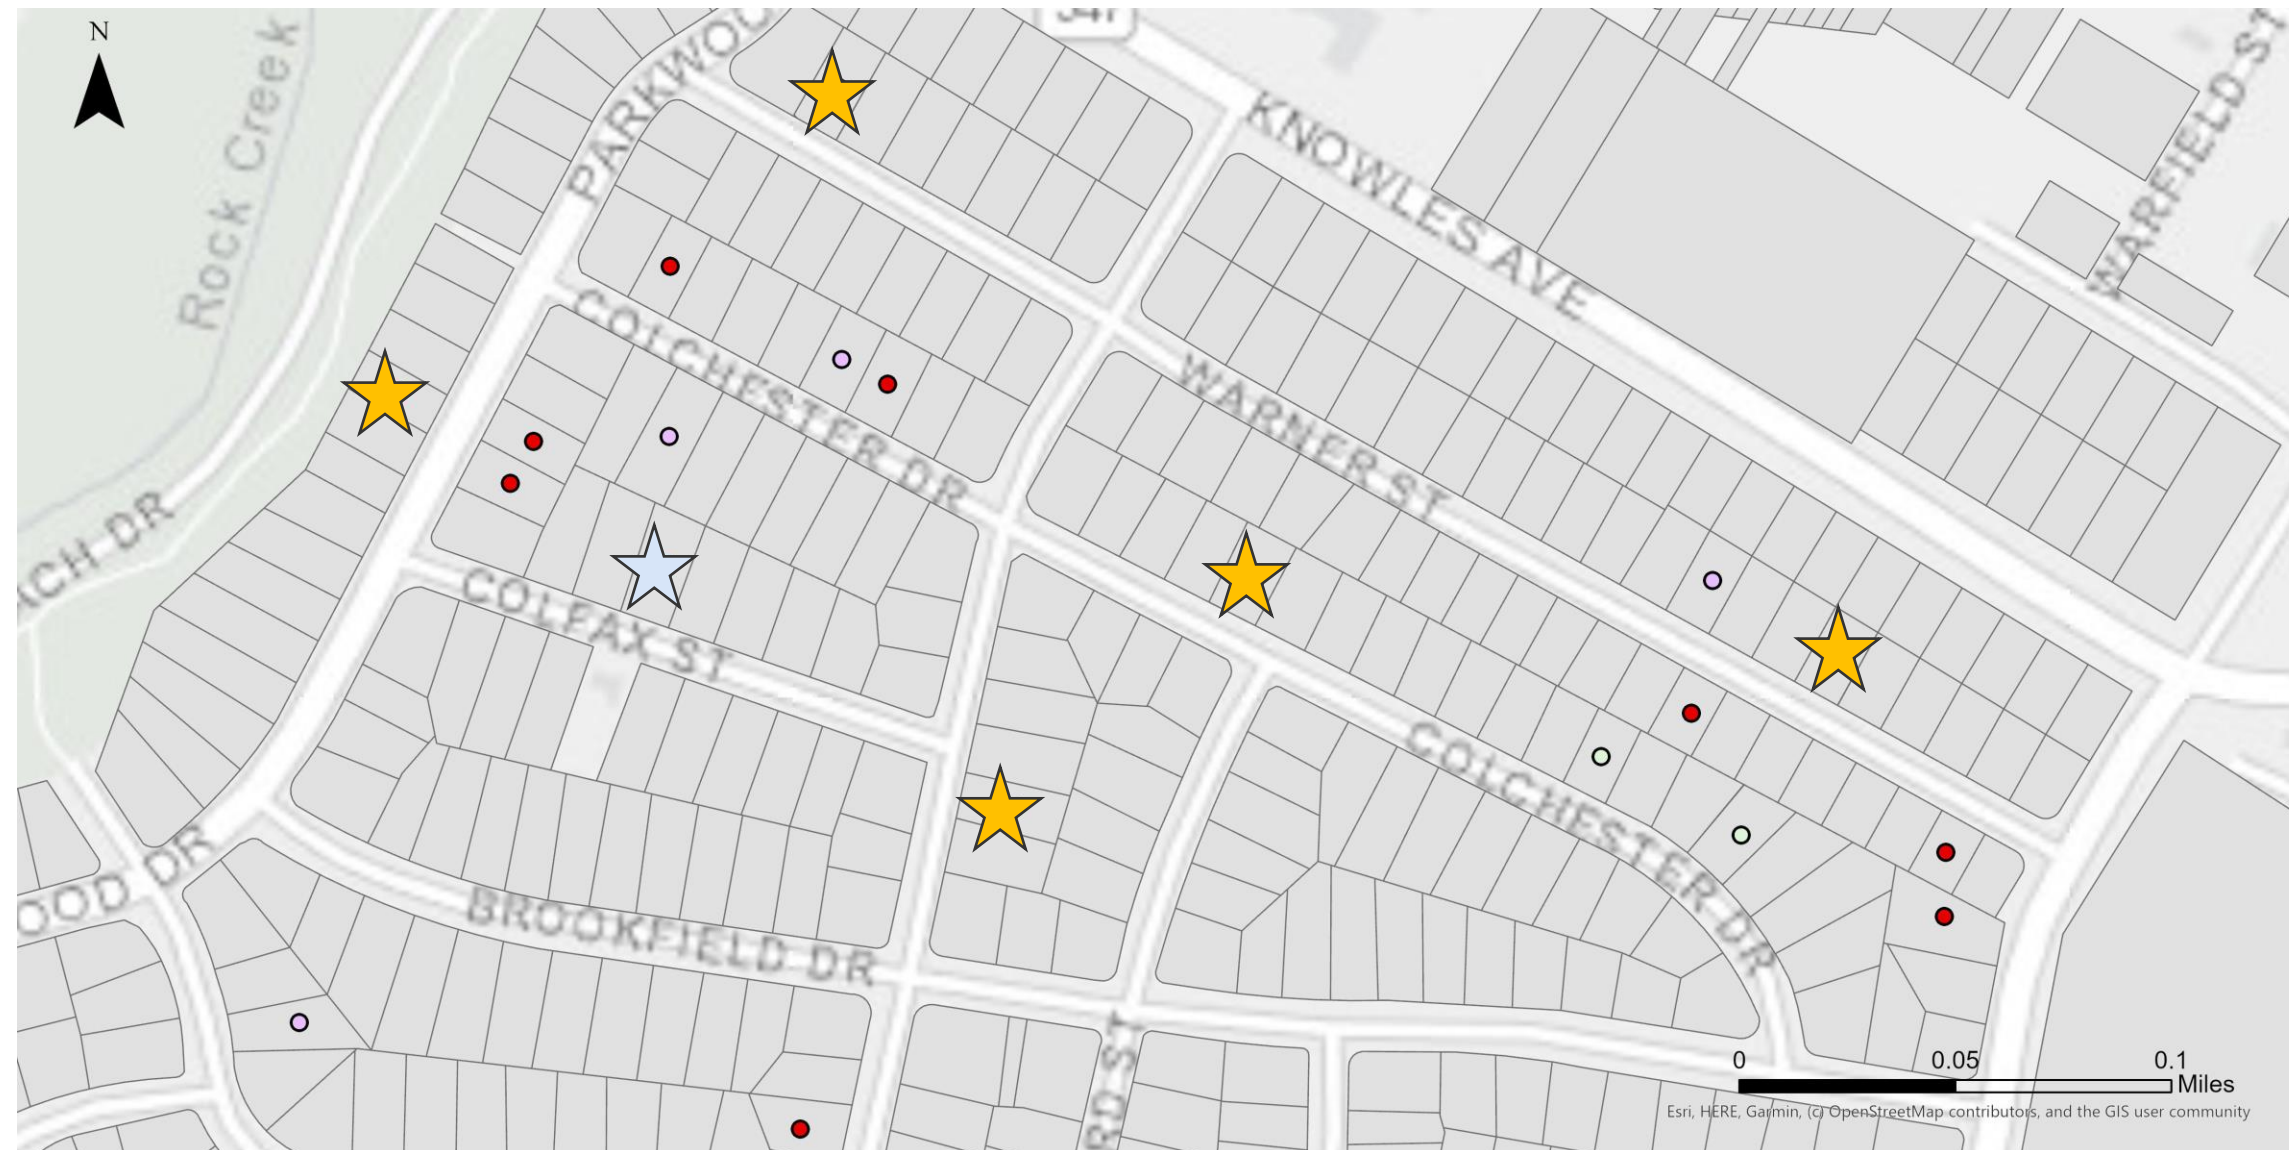 N
Rock Creek
PARKWOO
KNOWLES AVE
WARFIELD ST
COLCHESTER DR
WARNER ST
ACH DR
COLFAX ST
COLCHESTER DR
OOD DR
BROOKFIELD DR
RD ST
0 0.05 0.1
Miles
Esri, HERE, Garmin, (c) OpenStreetMap contributors, and the GIS user community